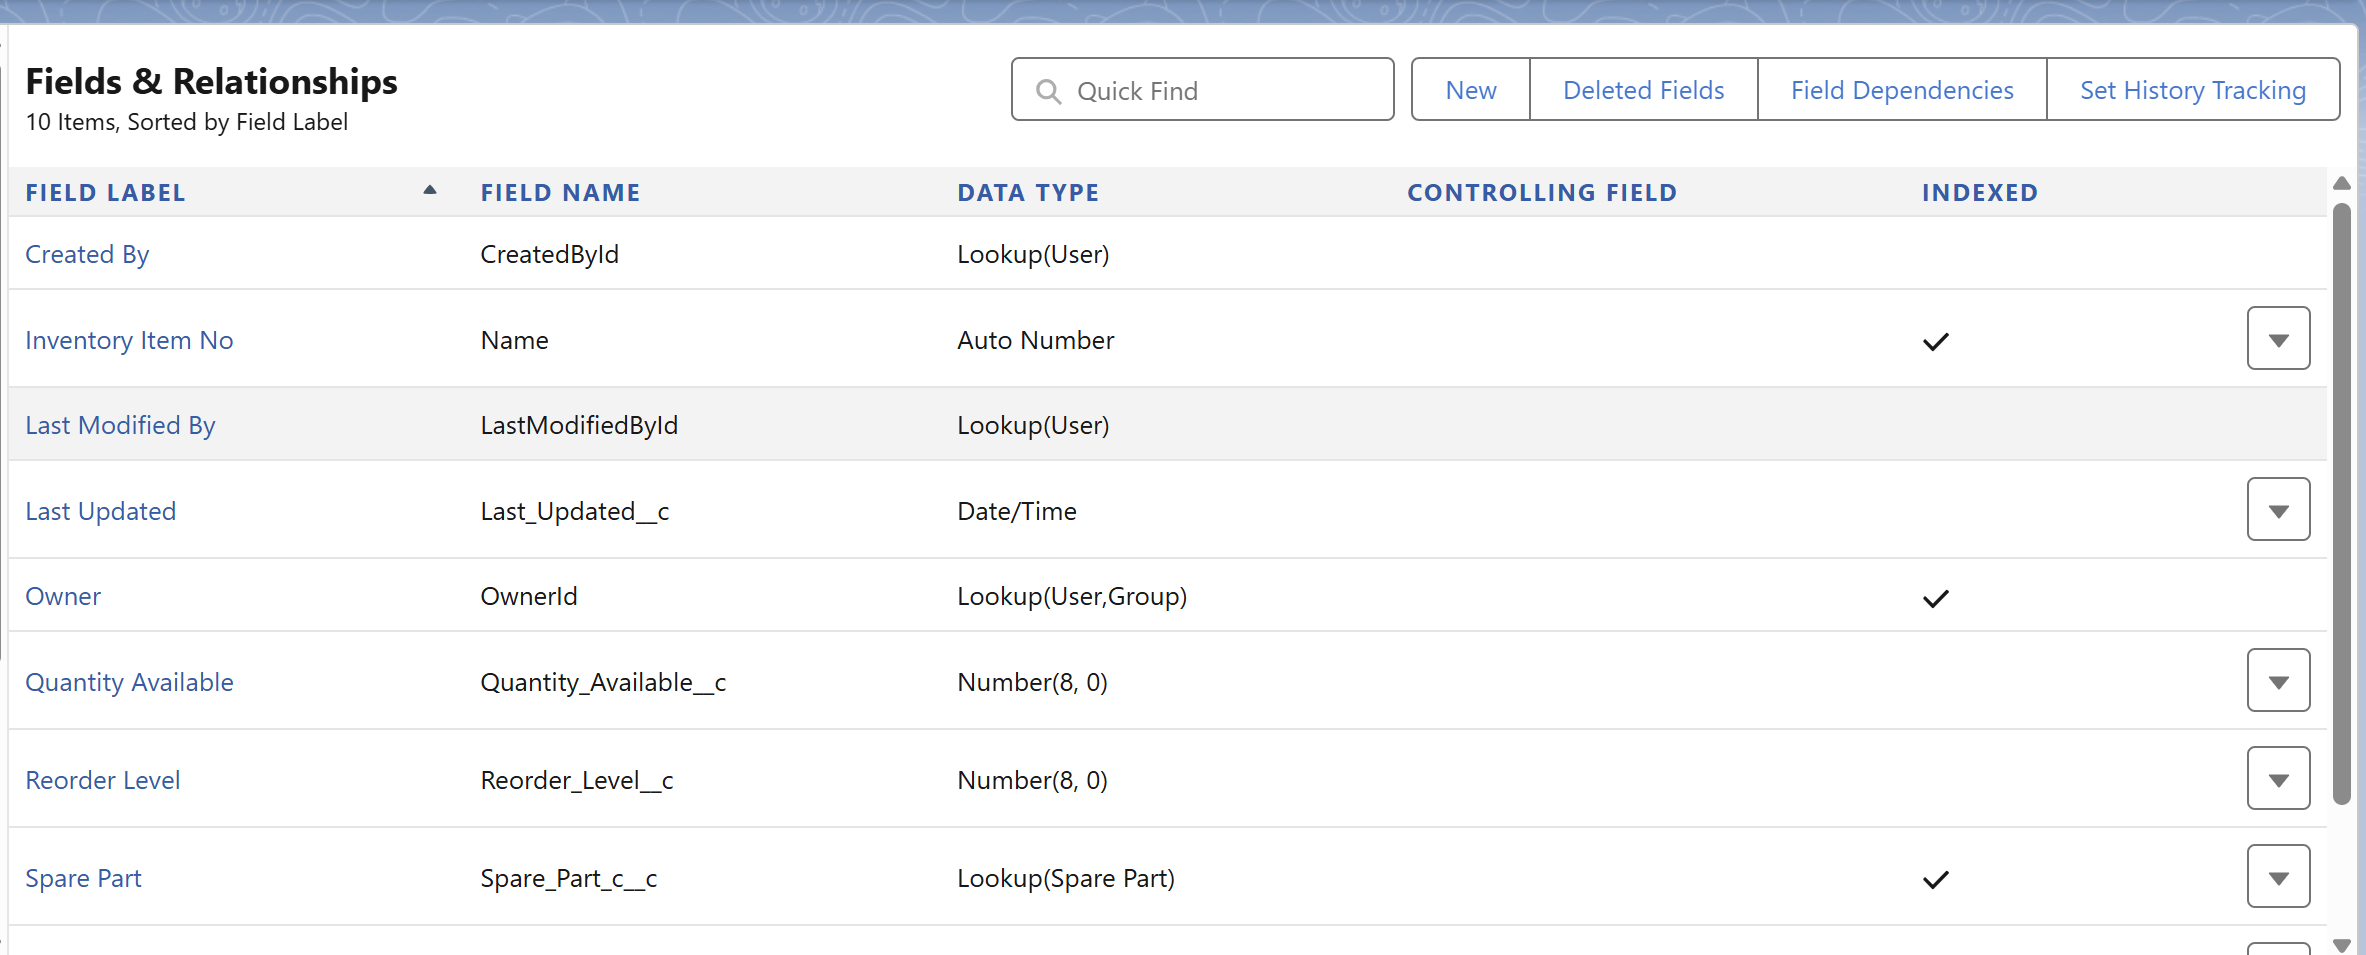 Fields & Relationships
10 Items, Sorted by Field Label
Quick Find
New
Deleted Fields
Field Dependencies
Set History Tracking
FIELD LABEL FIELD NAME DATA TYPE CONTROLLING FIELD INDEXED
Created By CreatedById Lookup(User)
Inventory Item No Name Auto Number
Last Modified By LastModifiedById Lookup(User)
Last Updated Last_Updated__c Date/Time
Owner OwnerId Lookup(User,Group)
Quantity Available Quantity_Available__c Number(8, 0)
Reorder Level Reorder_Level__c Number(8, 0)
Spare Part Spare_Part_c__c Lookup(Spare Part)